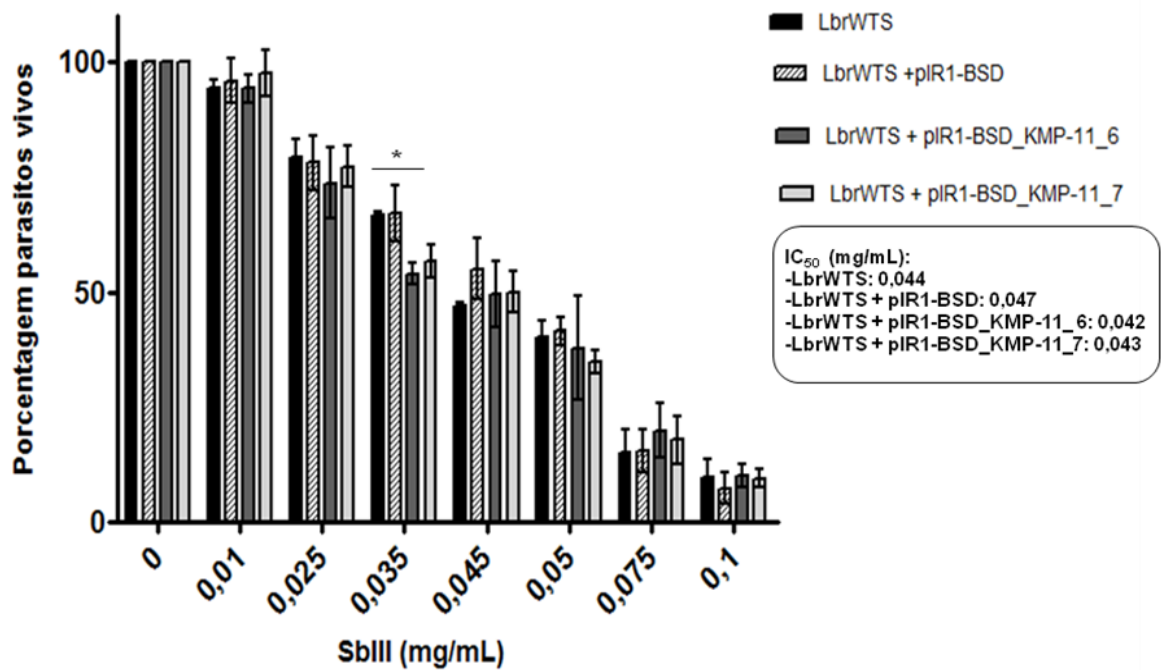 Porcentagem parasitos vivos
100
50
0
*
0
0,01
0,025
0,035
0,045
0,05
0,075
0,1
SbIII (mg/mL)
LbrWTS
LbrWTS +pIR1-BSD
LbrWTS + pIR1-BSD_KMP-11_6
LbrWTS + pIR1-BSD_KMP-11_7
IC50 (mg/mL):
-LbrWTS: 0,044
-LbrWTS + pIR1-BSD: 0,047
-LbrWTS + pIR1-BSD_KMP-11_6: 0,042
-LbrWTS + pIR1-BSD_KMP-11_7: 0,043